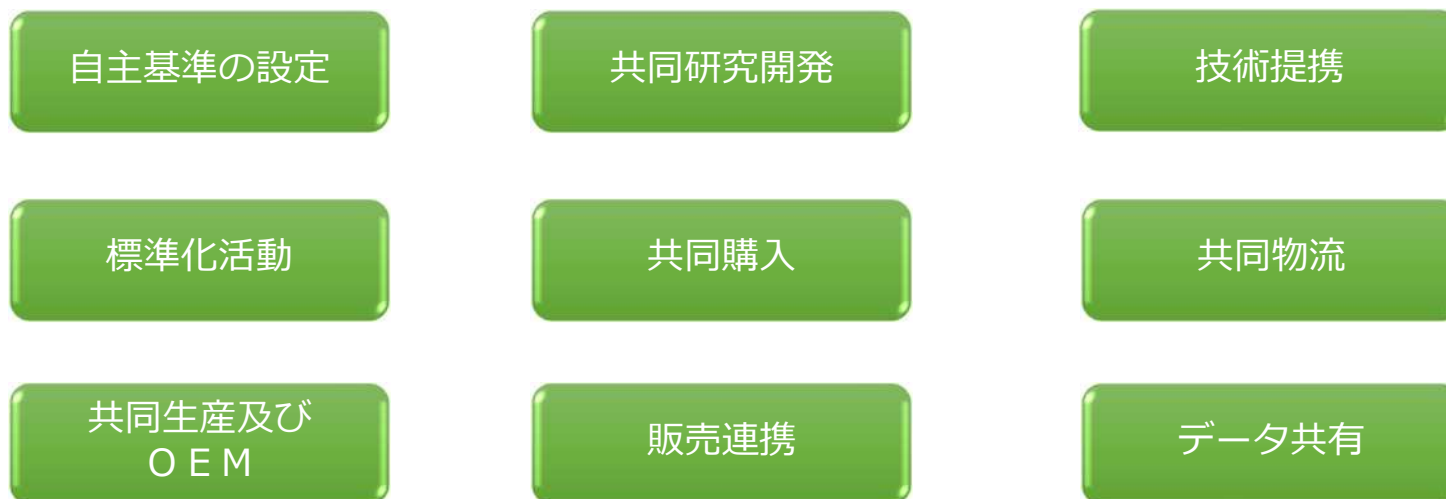 自主基準の設定
共同研究開発
技術提携
標準化活動
共同購入
共同物流
共同生産及び
ＯＥＭ
販売連携
データ共有